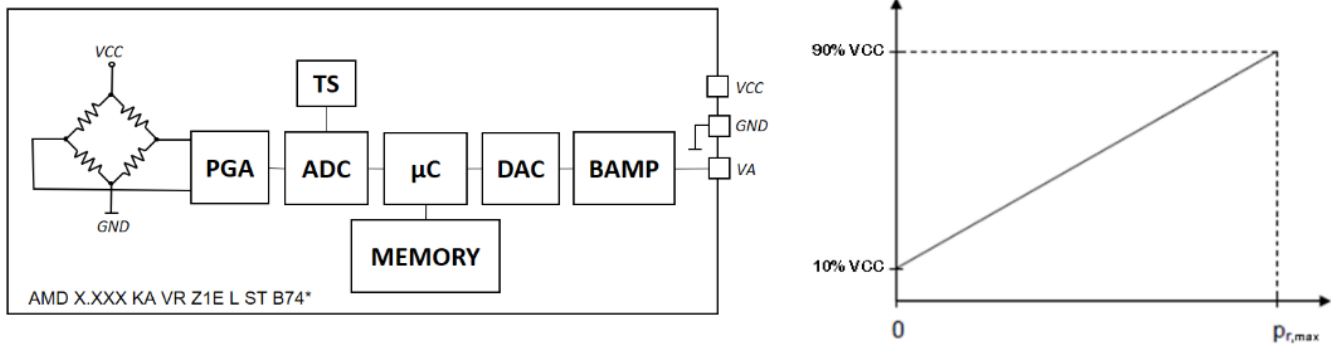 VCC
TS
PGA
ADC
µC
DAC
BAMP
MEMORY
GND
VCC
GND
VA
AMD X.XXX KA VR Z1E L ST B74*
90% VCC
10% VCC
0
pr,max